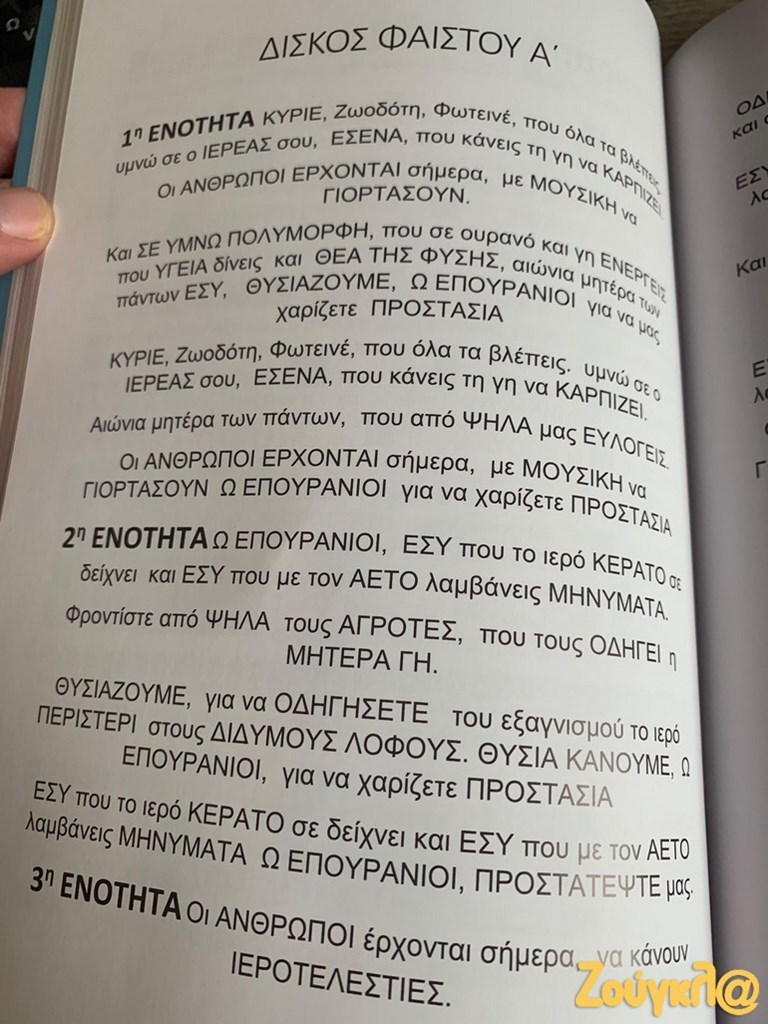 ΔΙΣΚΟΣ ΦΑΙΣΤΟΥ Α΄
1η ΕΝΟΤΗΤΑ ΚΥΡΙΕ, Ζωοδότη, Φωτεινέ, που όλα τα βλέπεις
υμνώ σε ο ΙΕΡΕΑΣ σου, ΕΣΕΝΑ, που κάνεις τη γη να ΚΑΡΠΙΖΕΙ.
Οι ΑΝΘΡΩΠΟΙ ΕΡΧΟΝΤΑΙ σήμερα, με ΜΟΥΣΙΚΗ να
ΓΙΟΡΤΑΣΟΥΝ.
Και ΣΕ ΥΜΝΩ ΠΟΛΥΜΟΡΦΗ, που σε ουρανό και γη ΕΝΕΡΓΕΙΣ
που ΥΓΕΙΑ δίνεις και ΘΕΑ ΤΗΣ ΦΥΣΗΣ, αιώνια μητέρα των
πάντων ΕΣΥ, ΘΥΣΙΑΖΟΥΜΕ, Ω ΕΠΟΥΡΑΝΙΟΙ για να μας
χαρίζετε ΠΡΟΣΤΑΣΙΑ
ΚΥΡΙΕ, Ζωοδότη, Φωτεινέ, που όλα τα βλέπεις. υμνώ σε ο
ΙΕΡΕΑΣ σου, ΕΣΕΝΑ, που κάνεις τη γη να ΚΑΡΠΙΖΕΙ.
Αιώνια μητέρα των πάντων, που από ΨΗΛΑ μας ΕΥΛΟΓΕΙΣ.
Οι ΑΝΘΡΩΠΟΙ ΕΡΧΟΝΤΑΙ σήμερα, με ΜΟΥΣΙΚΗ να
ΓΙΟΡΤΑΣΟΥΝ Ω ΕΠΟΥΡΑΝΙΟΙ για να χαρίζετε ΠΡΟΣΤΑΣΙΑ
2η ΕΝΟΤΗΤΑ Ω ΕΠΟΥΡΑΝΙΟΙ, ΕΣΥ που το ιερό ΚΕΡΑΤΟ σε
δείχνει και ΕΣΥ που με τον ΑΕΤΟ λαμβάνεις ΜΗΝΥΜΑΤΑ.
Φροντίστε από ΨΗΛΑ τους ΑΓΡΟΤΕΣ, που τους ΟΔΗΓΕΙ η
ΜΗΤΕΡΑ ΓΗ.
ΘΥΣΙΑΖΟΥΜΕ, για να ΟΔΗΓΗΣΕΤΕ του εξαγνισμού το ιερό
ΠΕΡΙΣΤΕΡΙ στους ΔΙΔΥΜΟΥΣ ΛΟΦΟΥΣ. ΘΥΣΙΑ ΚΑΝΟΥΜΕ, Ω
ΕΠΟΥΡΑΝΙΟΙ, για να χαρίζετε ΠΡΟΣΤΑΣΙΑ
ΕΣΥ που το ιερό ΚΕΡΑΤΟ σε δείχνει και ΕΣΥ που με τον ΑΕΤΟ
λαμβάνεις ΜΗΝΥΜΑΤΑ Ω ΕΠΟΥΡΑΝΙΟΙ, ΠΡΟΣΤΑΤΕΨΤΕ μας.
3η ΕΝΟΤΗΤΑ Οι ΑΝΘΡΩΠΟΙ έρχονται σήμερα, να κάνουν
ΙΕΡΟΤΕΛΕΣΤΙΕΣ.
Ζούγκλ@
και
ΕΣΥ
Και